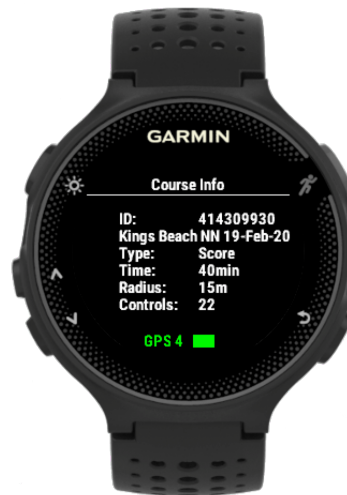 GARMIN
Course Info
ID: 414309930
Kings Beach NN 19-Feb-20
Type: Score
Time: 40min
Radius: 15m
Controls: 22
GPS 4